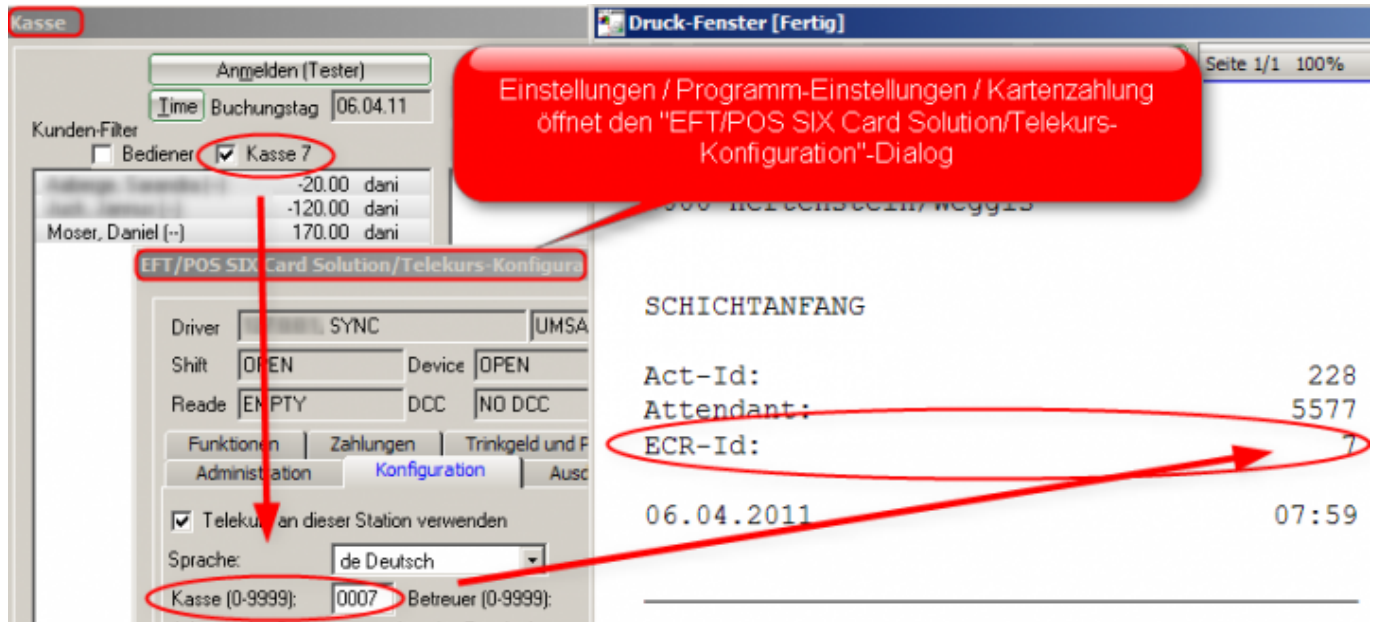 Kasse
Anmelden (Tester)
Time Buchungstag 06.04.11
Kunden-Filter
Bediener Kasse 7
-20.00 dani
-120.00 dani
Moser, Daniel (--) 170.00 dani
EFT/POS SIX Card Solution/Telekurs-Konfigura
Driver SYNC UMSA
Shift OPEN Device OPEN
Reade EMPTY DCC NO DCC
Funktionen Zahlungen Trinkgeld und P
Administration Konfiguration Ausc
Telekurs an dieser Station verwenden
Sprache: de Deutsch
Kasse (0-9999): 0007 Betreuer (0-9999):
Einstellungen / Programm-Einstellungen / Kartenzahlung
öffnet den "EFT/POS SIX Card Solution/Telekurs-
Konfiguration"-Dialog
Druck-Fenster [Fertig]
Seite 1/1 100%
Hertenstein/Weggis
SCHICHTANFANG
Act-Id: 228
Attendant: 5577
ECR-Id: 7
06.04.2011 07:59